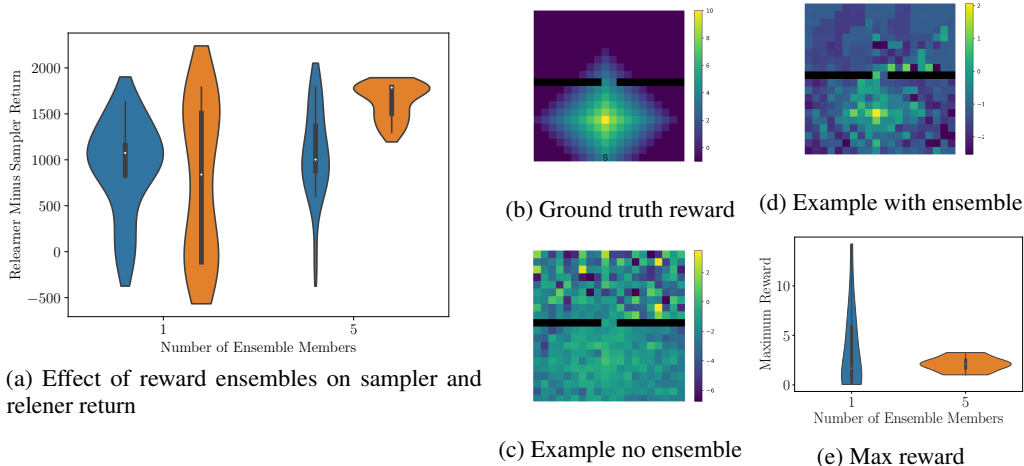 2000
1500
1000
500
0
−500
Relearner Minus Sampler Return
1
5
Number of Ensemble Members
(a) Effect of reward ensembles on sampler and
relener return
10
8
6
4
2
0
S
(b) Ground truth reward
2
0
−2
−4
−6
(c) Example no ensemble
2
1
0
−1
−2
(d) Example with ensemble
10
5
0
Maximum Reward
1
5
Number of Ensemble Members
(e) Max reward